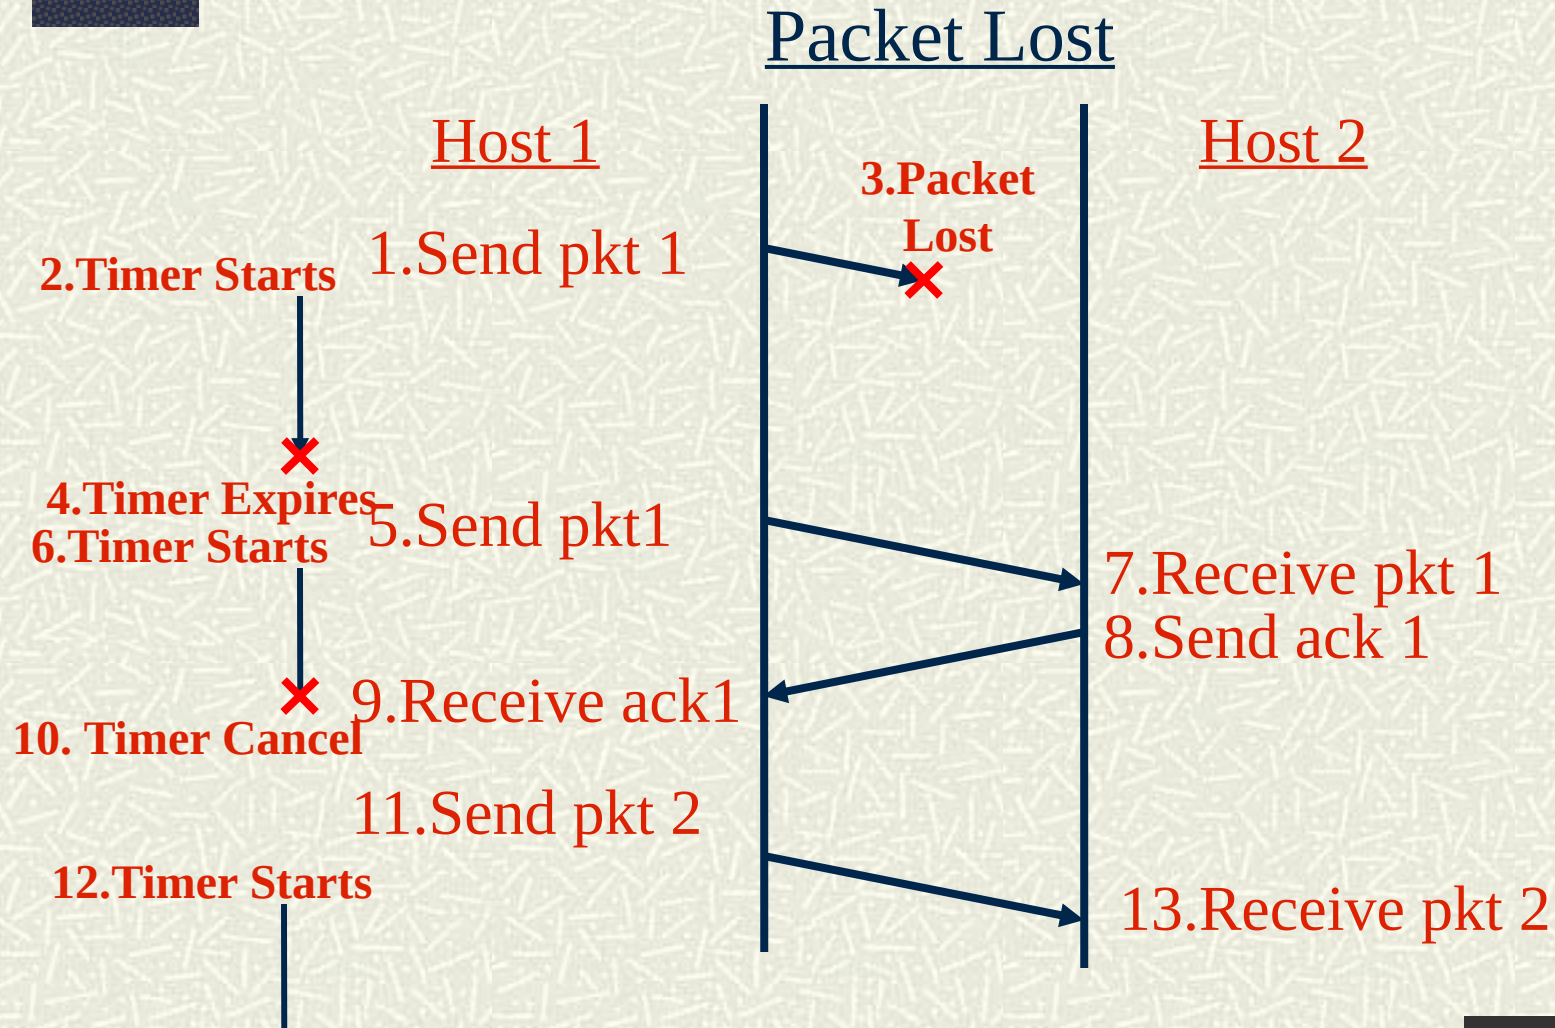 Packet Lost
Host 1
Host 2
3.Packet
Lost
1.Send pkt 1
2.Timer Starts
4.Timer Expires
5.Send pkt1
6.Timer Starts
7.Receive pkt 1
8.Send ack 1
9.Receive ack1
10. Timer Cancel
11.Send pkt 2
12.Timer Starts
13.Receive pkt 2